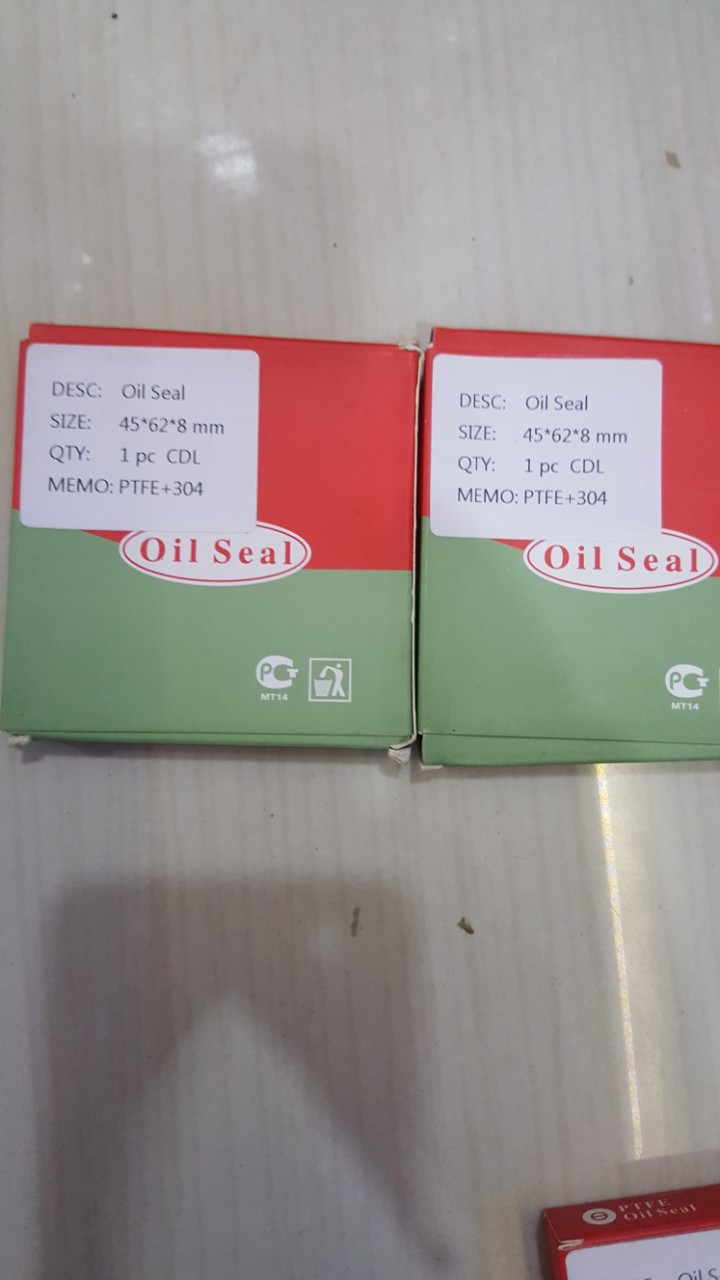 DESC: Oil Seal
SIZE: 45*62*8 mm
QTY: 1 pc CDL
MEMO: PTFE+304
Oil Seal
MT14
DESC: Oil Seal
SIZE: 45*62*8 mm
QTY: 1 pc CDL
MEMO: PTFE+304
Oil Seal
MT14
PTFE
Oil Seal